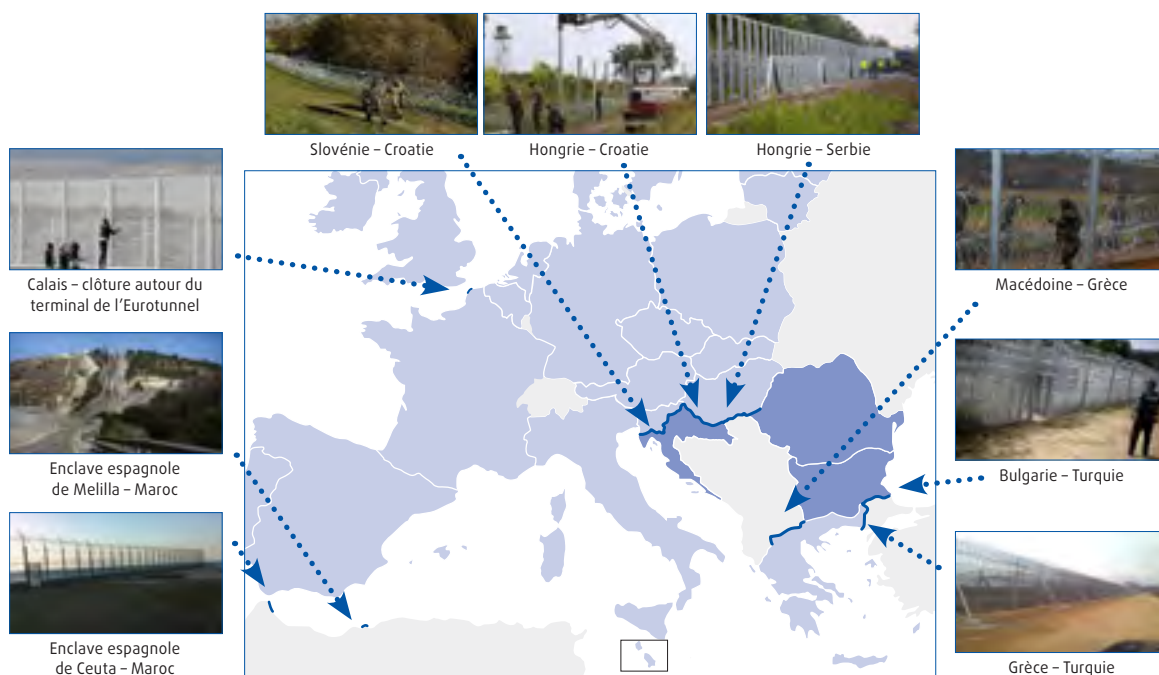 Slovénie – Croatie
Hongrie – Croatie
Hongrie – Serbie
Calais – clôture autour du
terminal de l’Eurotunnel
Macédoine – Grèce
Enclave espagnole
de Melilla – Maroc
Bulgarie – Turquie
Enclave espagnole
de Ceuta – Maroc
Grèce – Turquie